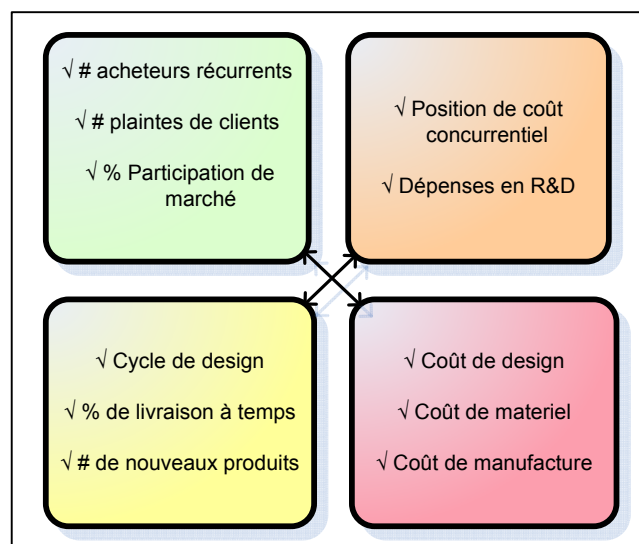 √ # acheteurs récurrents
√ # plaintes de clients
√ % Participation de
marché
√ Position de coût
concurrentiel
√ Dépenses en R&D
√ Cycle de design
√ % de livraison à temps
√ # de nouveaux produits
√ Coût de design
√ Coût de materiel
√ Coût de manufacture